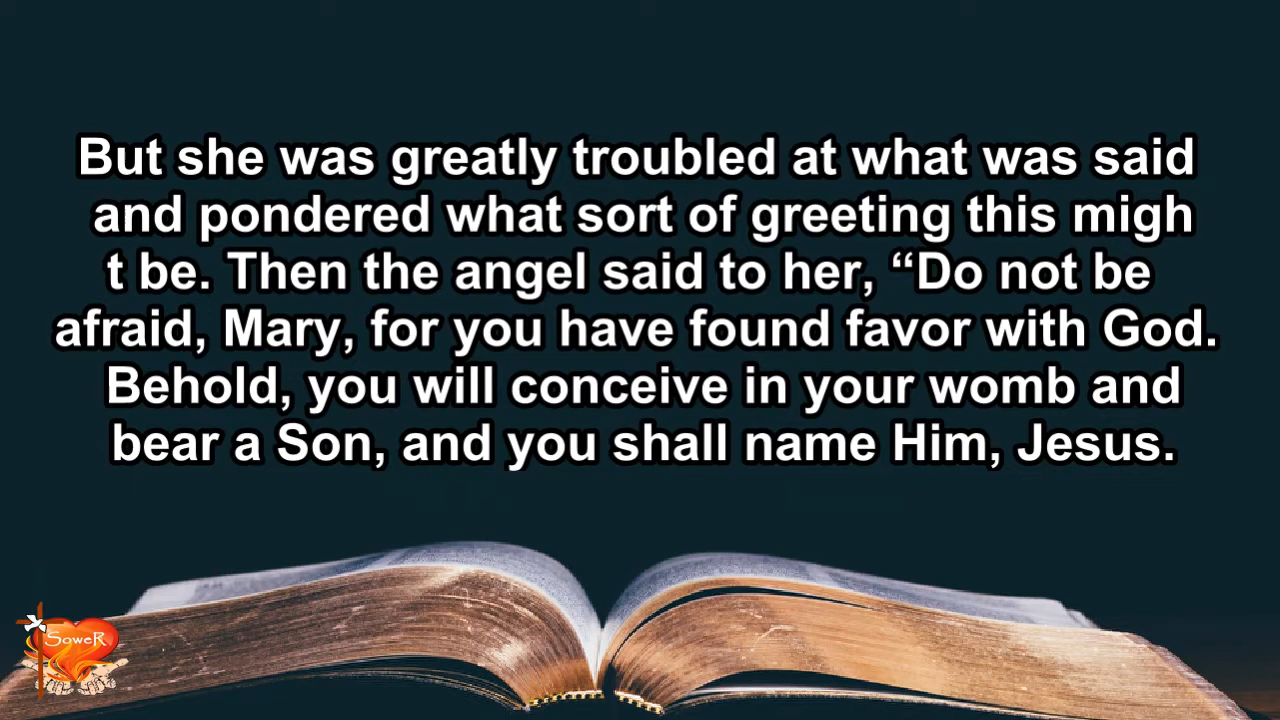 But she was greatly troubled at what was said
and pondered what sort of greeting this migh
t be. Then the angel said to her, “Do not be
afraid, Mary, for you have found favor with God.
Behold, you will conceive in your womb and
bear a Son, and you shall name Him, Jesus.
SoweR